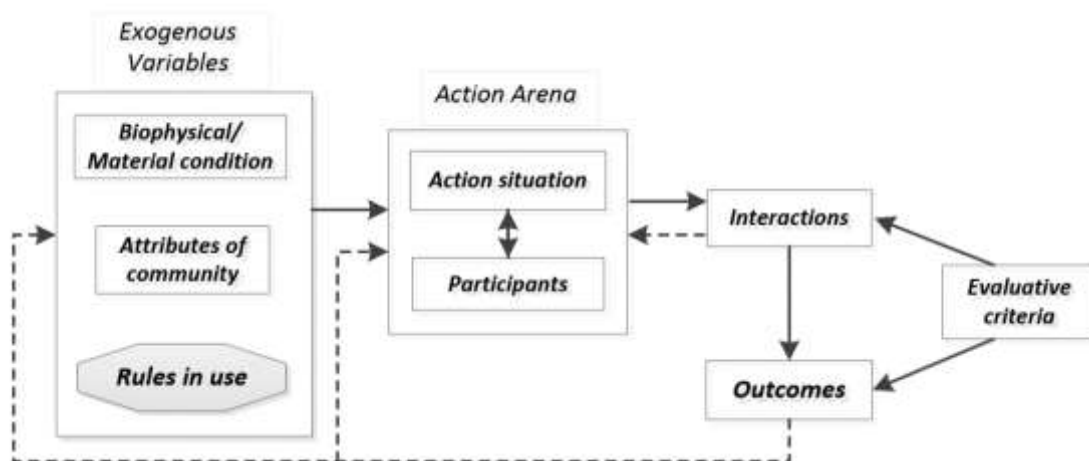 Exogenous
Variables
Biophysical/
Material condition
Attributes of
community
Rules in use
Action Arena
Action situation
Participants
Interactions
Outcomes
Evaluative
criteria